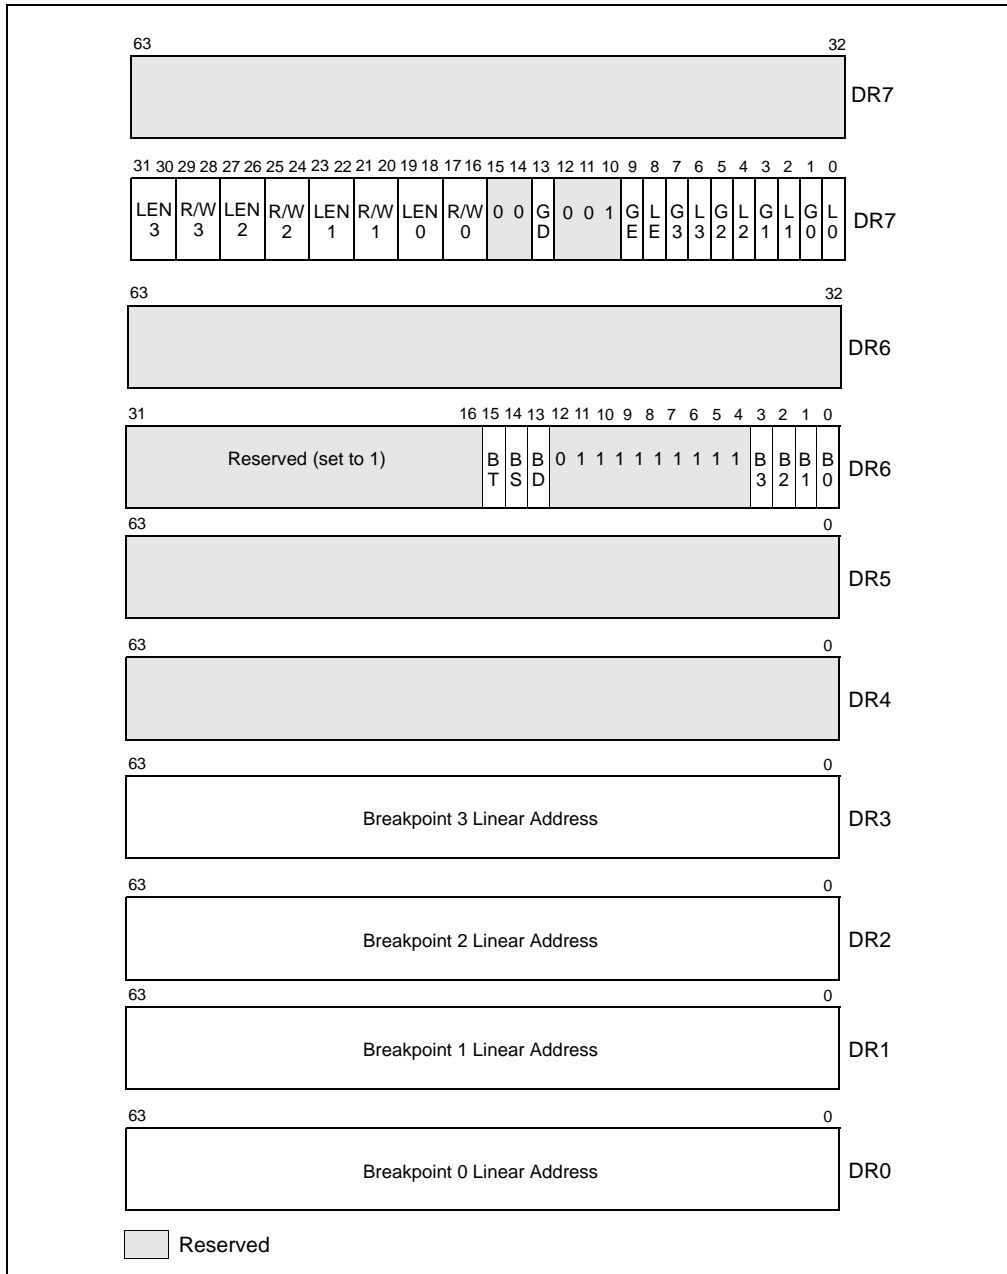 63 32
DR7
31 30 29 28 27 26 25 24 23 22 21 20 19 18 17 16 15 14 13 12 11 10 9 8 7 6 5 4 3 2 1 0
LEN 3 R/W 3 LEN 2 R/W 2 LEN 1 R/W 1 LEN 0 R/W 0 0 0 G D 0 0 1 G E L E G 3 L 3 G 2 L 2 G 1 L 1 G 0 L 0 DR7
63 32
DR6
31 16 15 14 13 12 11 10 9 8 7 6 5 4 3 2 1 0
Reserved (set to 1) B T B S B D 0 1 1 1 1 1 1 1 1 B 3 B 2 B 1 B 0 DR6
63 0
DR5
63 0
DR4
63 0
Breakpoint 3 Linear Address DR3
63 0
Breakpoint 2 Linear Address DR2
63 0
Breakpoint 1 Linear Address DR1
63 0
Breakpoint 0 Linear Address DR0
Reserved